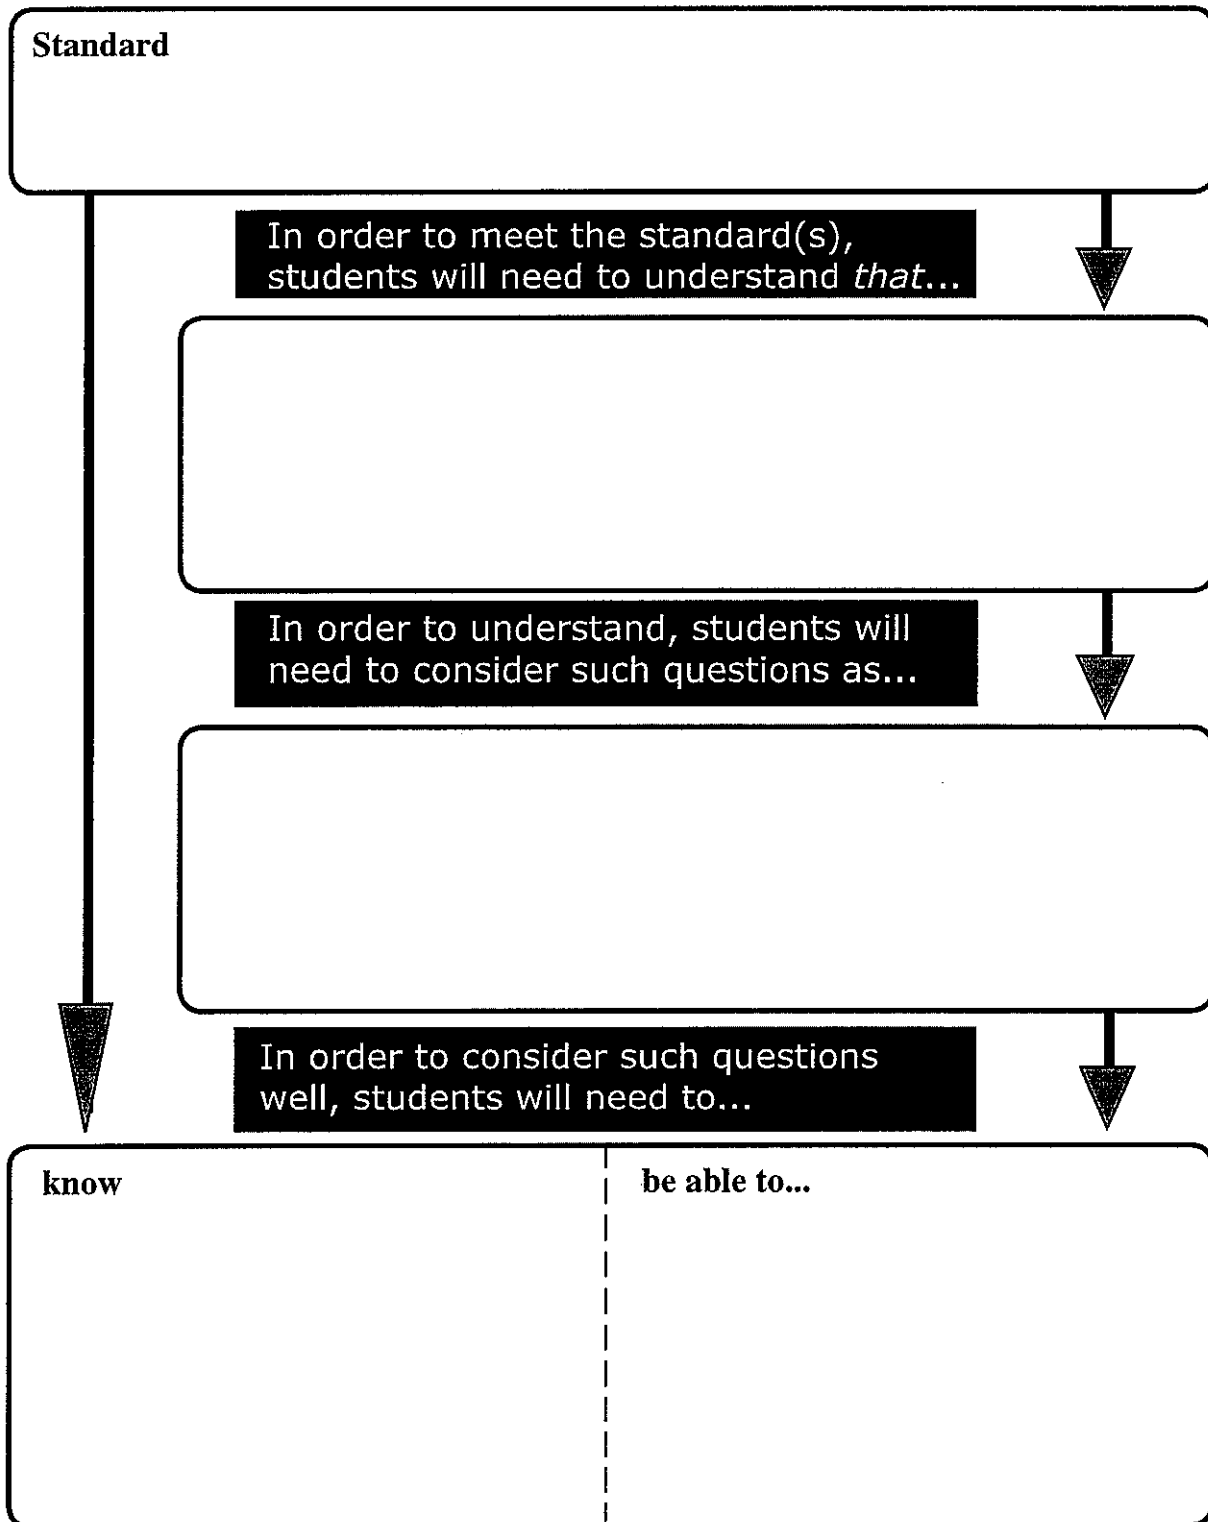 Standard
In order to meet the standard(s),
students will need to understand that...
In order to understand, students will
need to consider such questions as...
In order to consider such questions
well, students will need to...
know
be able to...